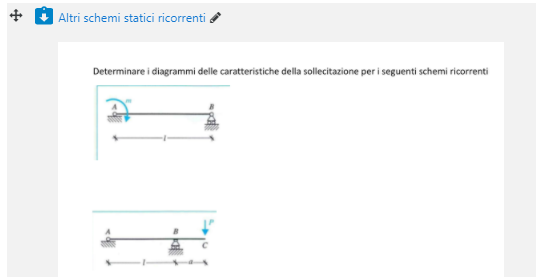 Altri schemi statici ricorrenti
Determinare i diagrammi delle caratteristiche della sollecitazione per i seguenti schemi ricorrenti
A
B
l
P
A
B
C
l
a